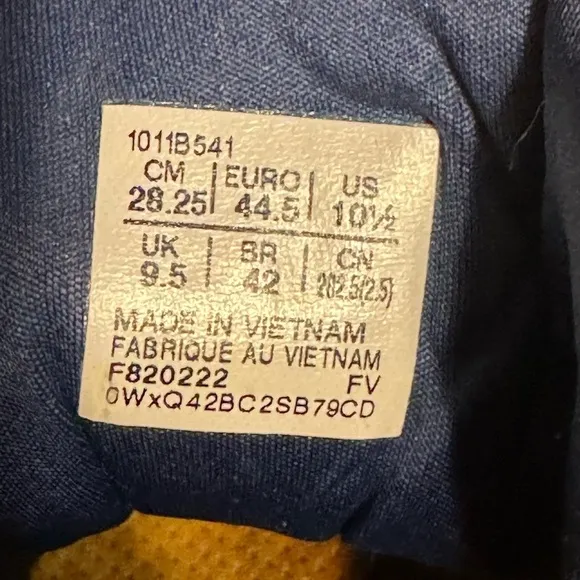 1011B541
CM EURO US
28.25 44.5 10½
UK BR CN
9.5 42 282.5(2.5)
MADE IN VIETNAM
FABRIQUE AU VIETNAM
F820222 FV
0WxQ42BC2SB79CD